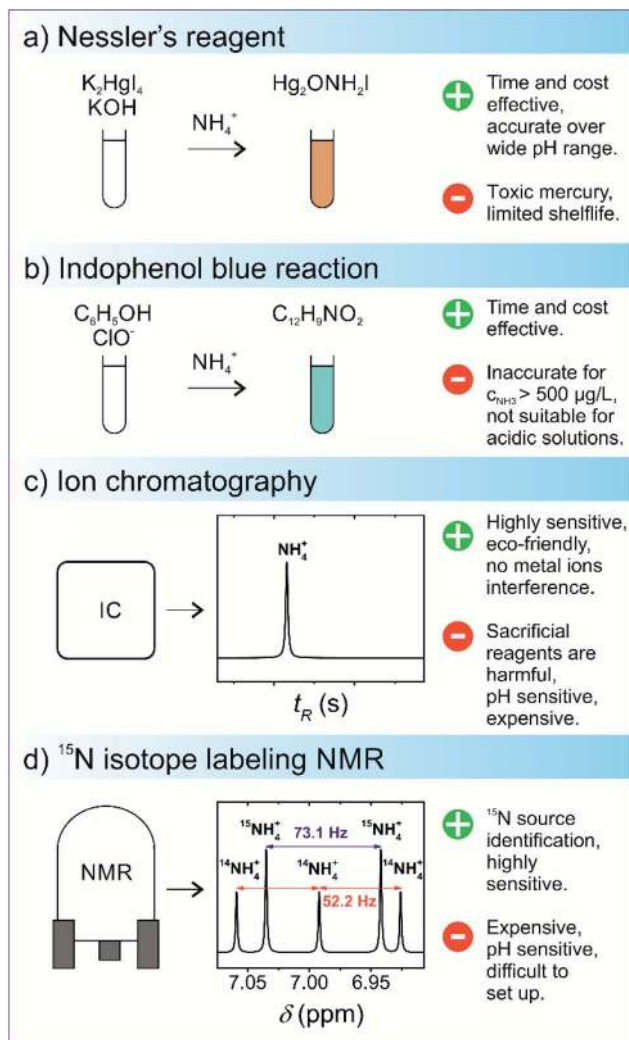 a) Nessler's reagent
K₂HgI₄
KOH
NH₄⁺
Hg₂ONH₂I
Time and cost
effective,
accurate over
wide pH range.
Toxic mercury,
limited shelflife.
b) Indophenol blue reaction
C₆H₅OH
ClO⁻
NH₄⁺
C₁₂H₉NO₂
Time and cost
effective.
Inaccurate for
c_NH3 > 500 µg/L,
not suitable for
acidic solutions.
c) Ion chromatography
IC
NH₄⁺
t_R (s)
Highly sensitive,
eco-friendly,
no metal ions
interference.
Sacrificial
reagents are
harmful,
pH sensitive,
expensive.
d) ¹⁵N isotope labeling NMR
NMR
¹⁵NH₄⁺ ¹⁵NH₄⁺
73.1 Hz
¹⁴NH₄⁺ ¹⁴NH₄⁺ ¹⁴NH₄⁺
52.2 Hz
7.05 7.00 6.95
δ (ppm)
¹⁵N source
identification,
highly
sensitive.
Expensive,
pH sensitive,
difficult to
set up.